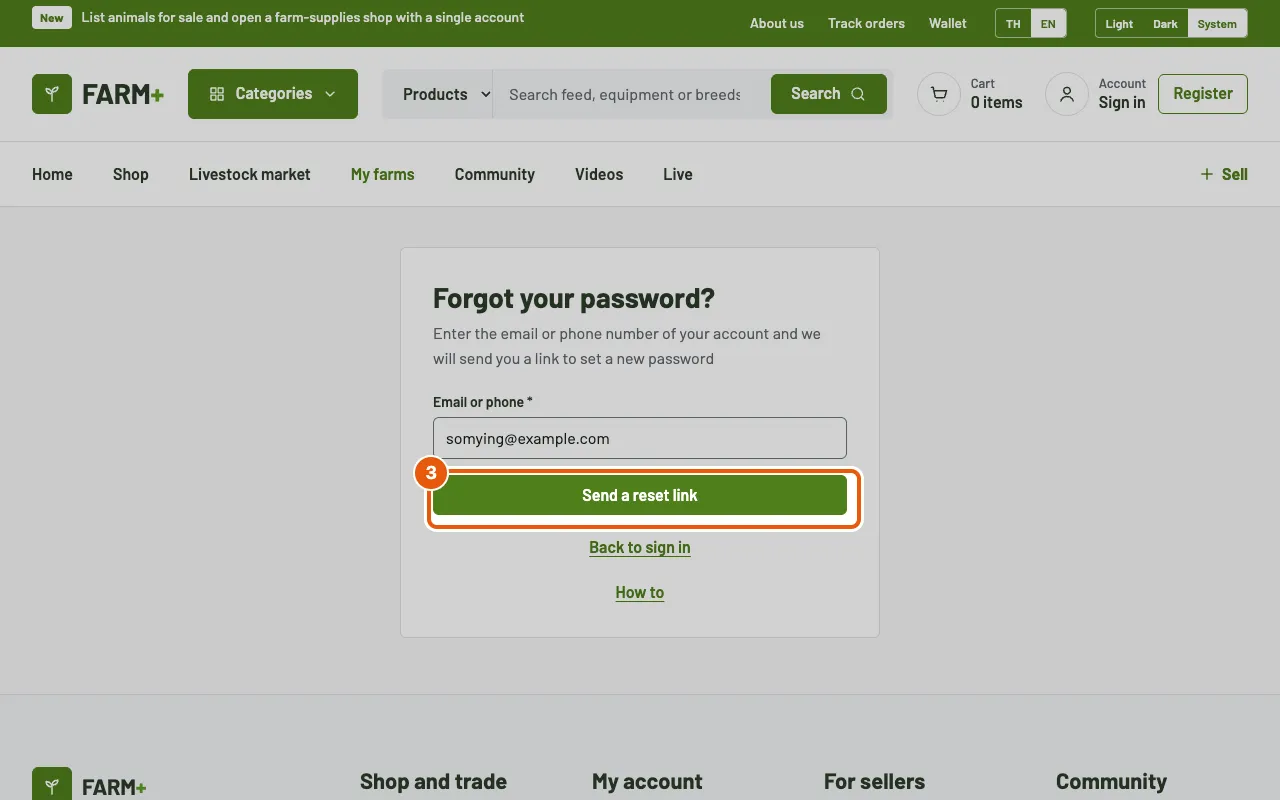 New List animals for sale and open a farm-supplies shop with a single account
About us Track orders Wallet TH EN Light Dark System
FARM+ Categories Products Search feed, equipment or breeds Search Cart 0 items Account Sign in Register
Home Shop Livestock market My farms Community Videos Live + Sell
Forgot your password?
Enter the email or phone number of your account and we
will send you a link to set a new password
Email or phone *
somying@example.com
3
Send a reset link
Back to sign in
How to
FARM+ Shop and trade My account For sellers Community